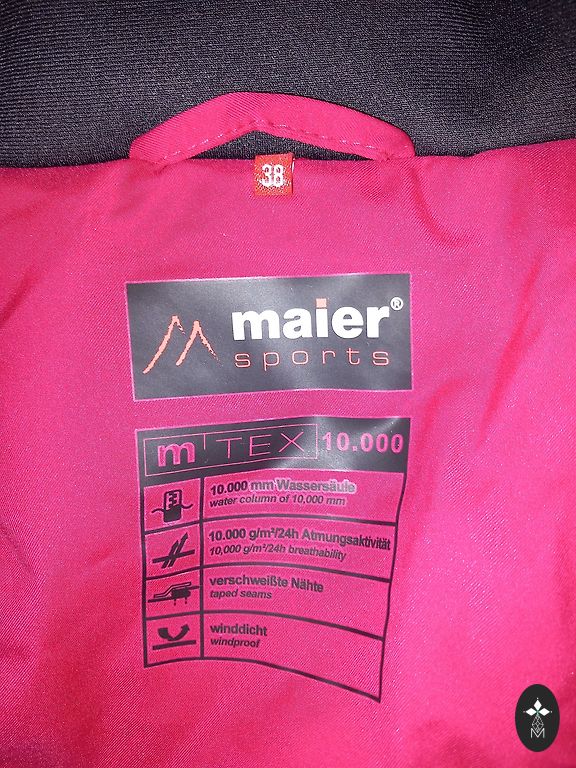 38
maier®
sports
m TEX 10.000
10.000 mm Wassersäule
water column of 10,000 mm
10.000 g/m²/24h Atmungsaktivität
10,000 g/m²/24h breathability
verschweißte Nähte
taped seams
winddicht
windproof
M